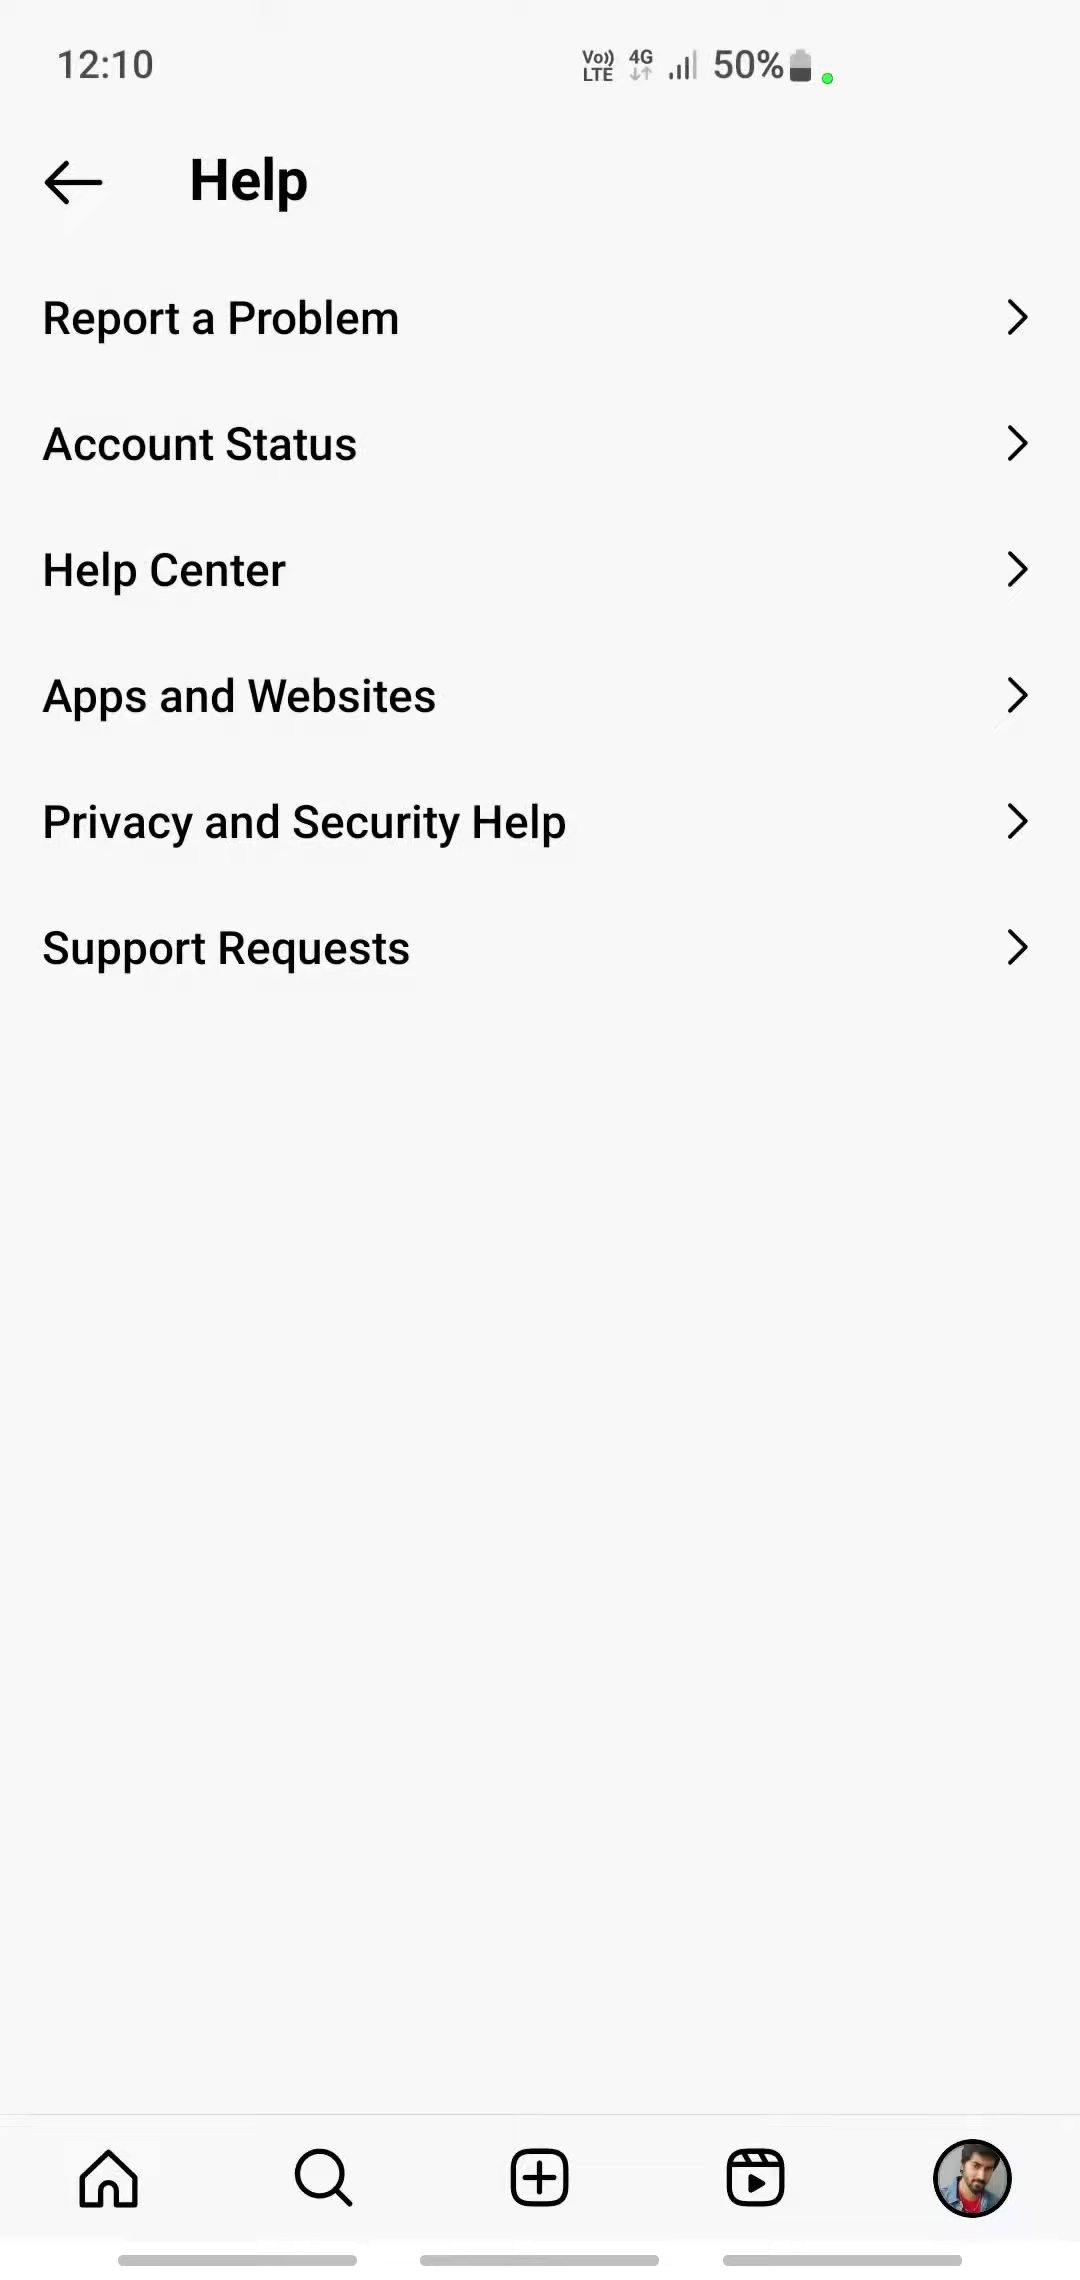 12:10 Vo)) LTE 4G 50%
Help
Report a Problem
Account Status
Help Center
Apps and Websites
Privacy and Security Help
Support Requests